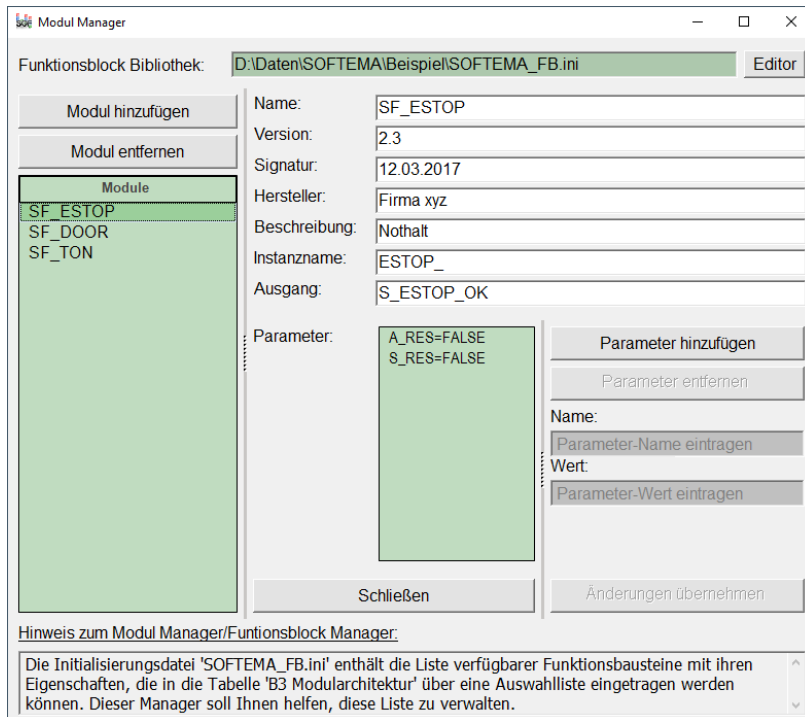 Modul Manager
Funktionsblock Bibliothek: D:\Daten\SOFTEMA\Beispiel\SOFTEMA_FB.ini Editor
Modul hinzufügen
Modul entfernen
Module
SF_ESTOP
SF_DOOR
SF_TON
Name: SF_ESTOP
Version: 2.3
Signatur: 12.03.2017
Hersteller: Firma xyz
Beschreibung: Nothalt
Instanzname: ESTOP_
Ausgang: S_ESTOP_OK
Parameter:
A_RES=FALSE
S_RES=FALSE
Parameter hinzufügen
Parameter entfernen
Name:
Parameter-Name eintragen
Wert:
Parameter-Wert eintragen
Schließen
Änderungen übernehmen
Hinweis zum Modul Manager/Funtionsblock Manager:
Die Initialisierungsdatei 'SOFTEMA_FB.ini' enthält die Liste verfügbarer Funktionsbausteine mit ihren
Eigenschaften, die in die Tabelle 'B3 Modularchitektur' über eine Auswahlliste eingetragen werden
können. Dieser Manager soll Ihnen helfen, diese Liste zu verwalten.